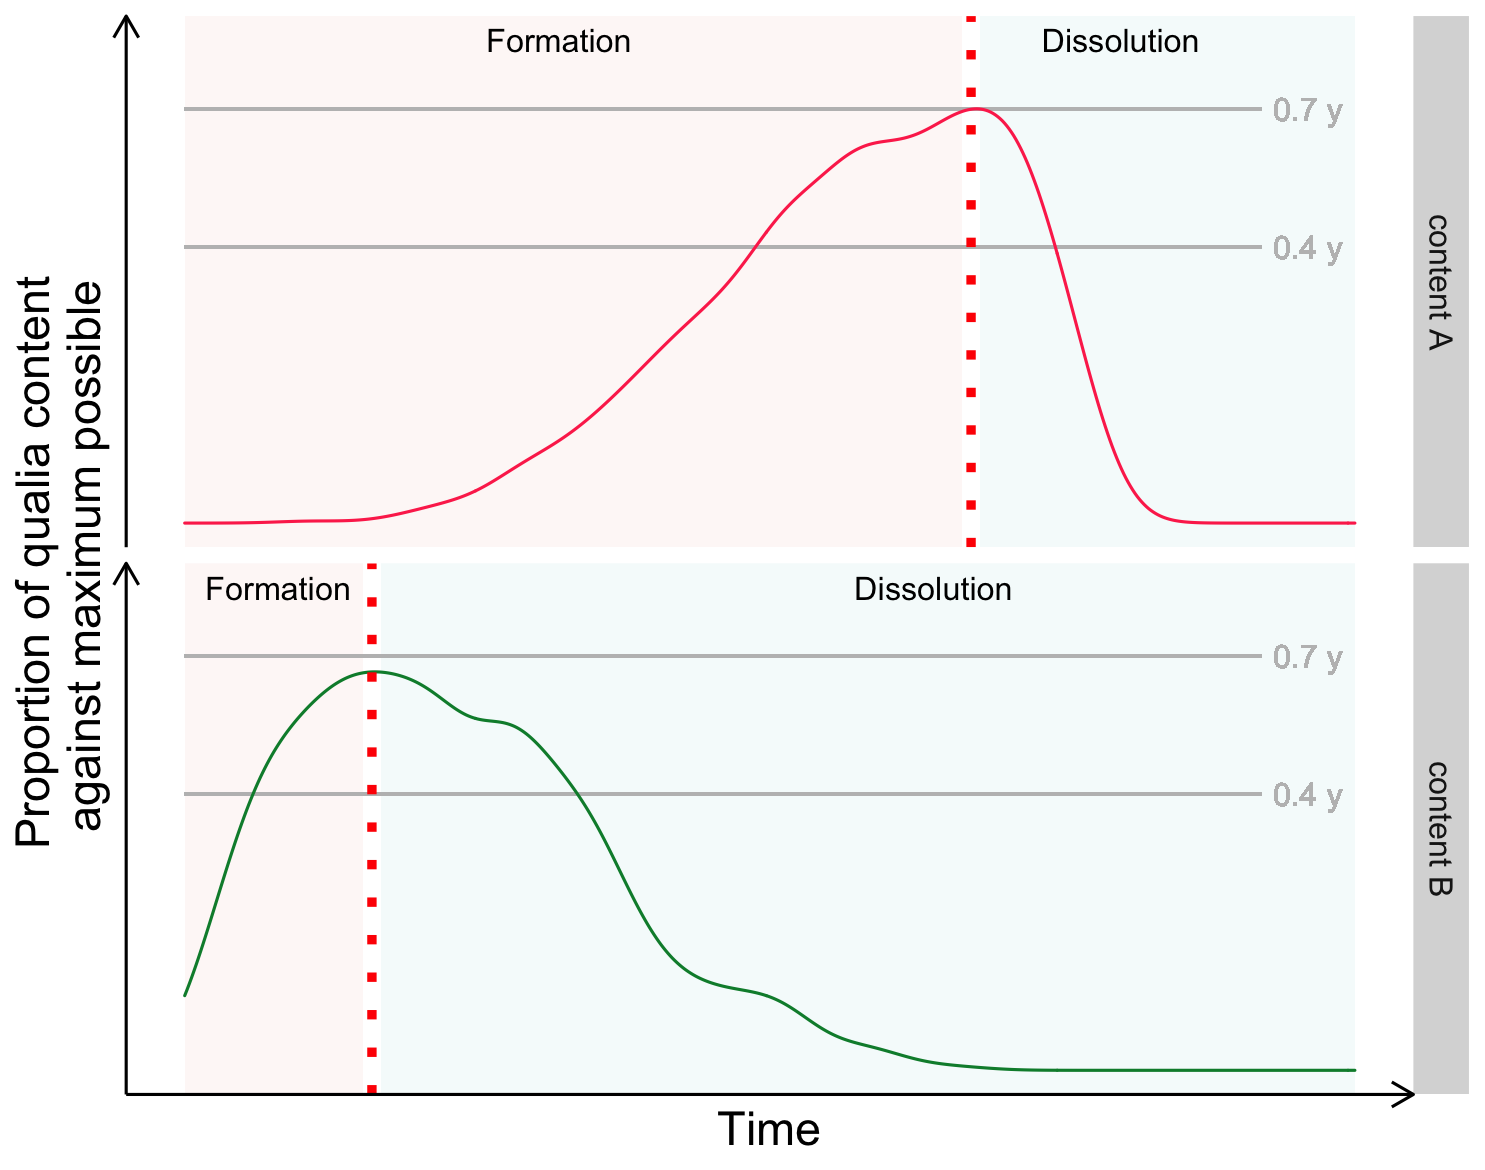 Proportion of qualia content
against maximum possible
Formation
Dissolution
0.7 y
0.4 y
content A
Formation
Dissolution
0.7 y
0.4 y
content B
Time